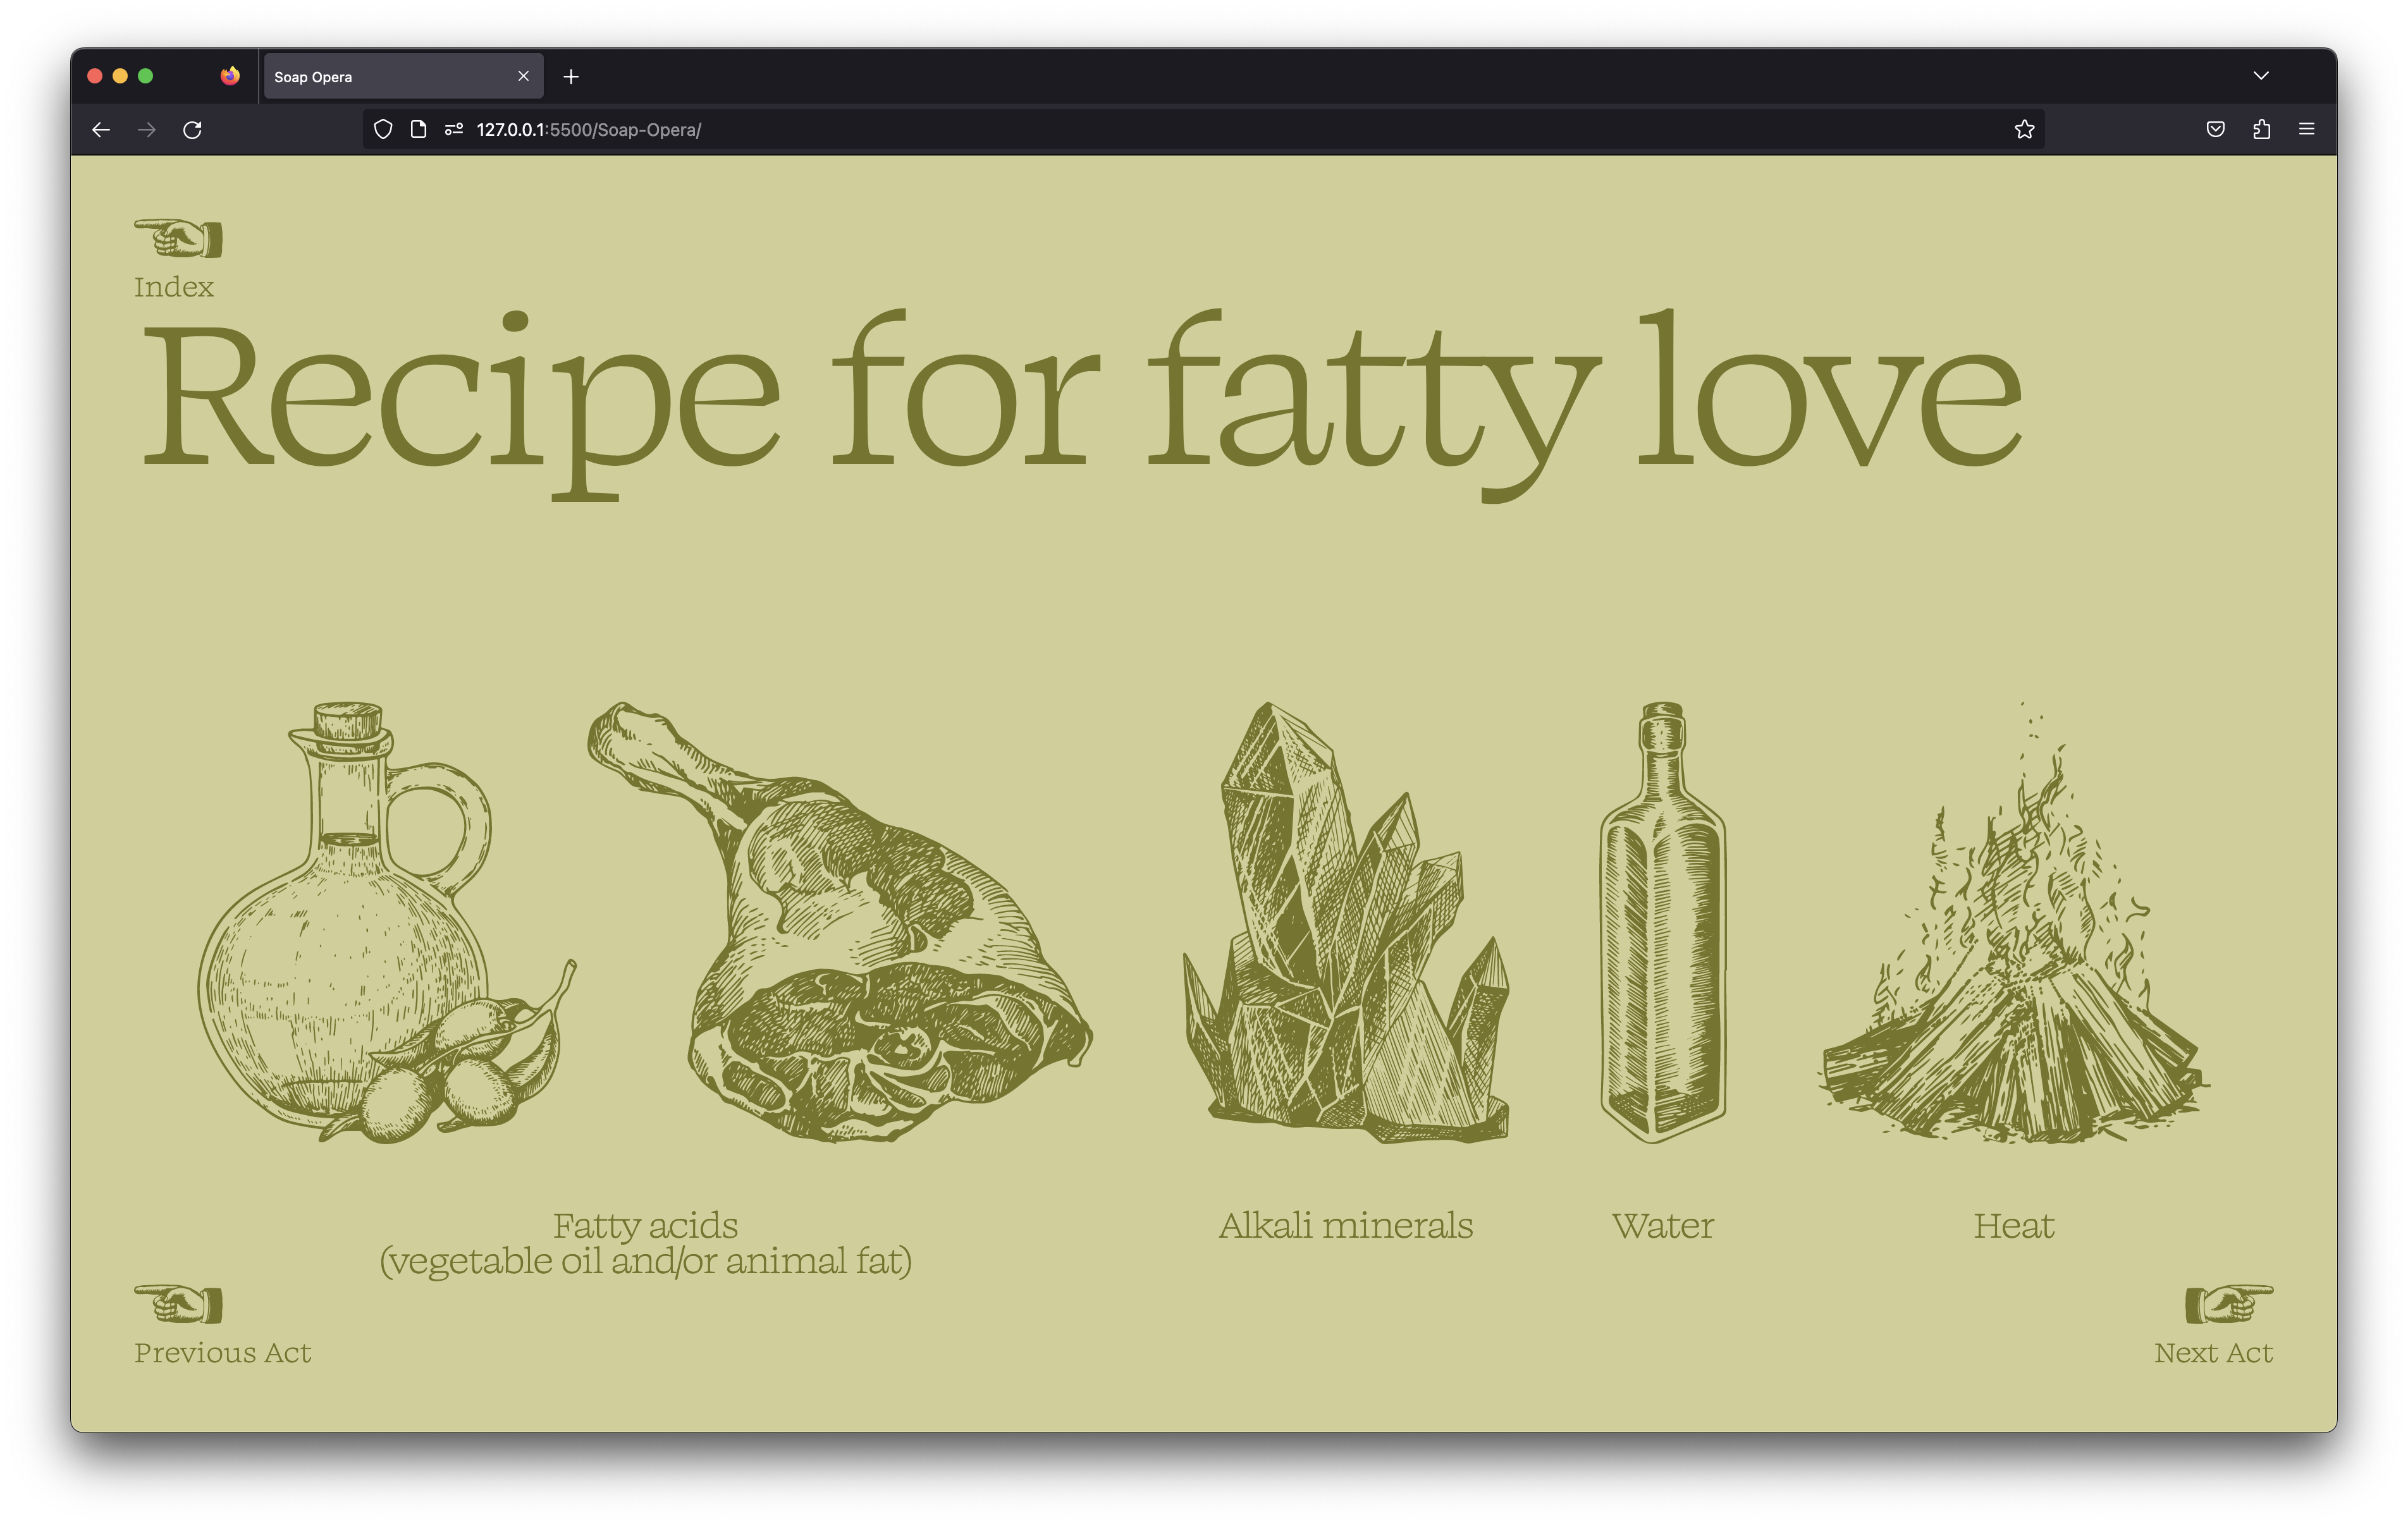 Soap Opera
127.0.0.1:5500/Soap-Opera/
Index
Recipe for fatty love
Fatty acids
(vegetable oil and/or animal fat)
Alkali minerals
Water
Heat
Previous Act
Next Act